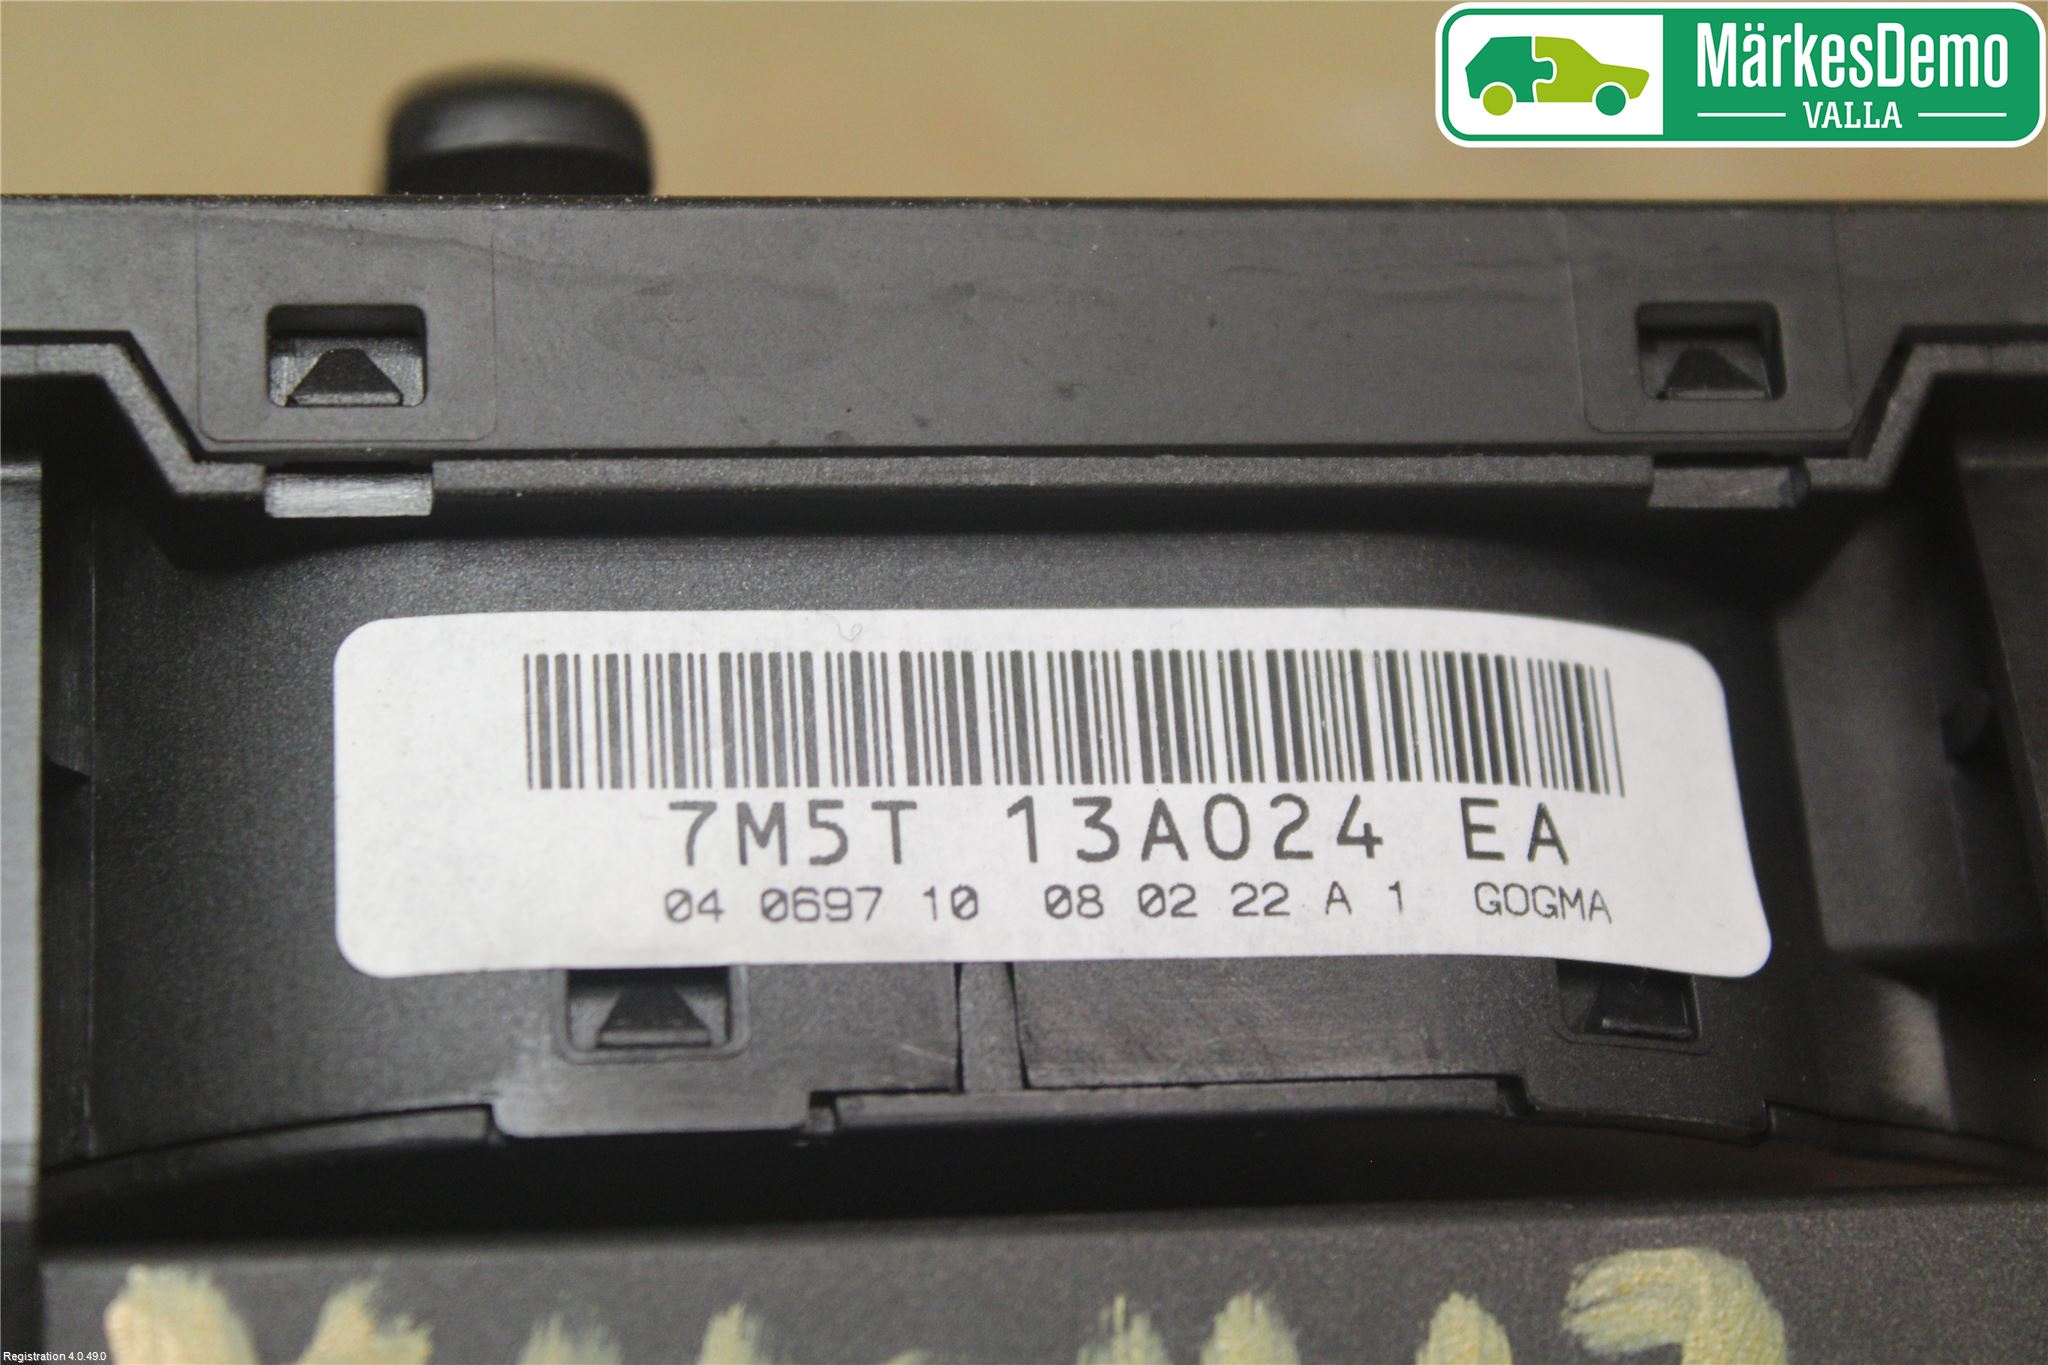 MärkesDemo
VALLA
7M5T 13A024 EA
04 0697 10 08 02 22 A 1 GOGMA
Registration 4.0.49.0